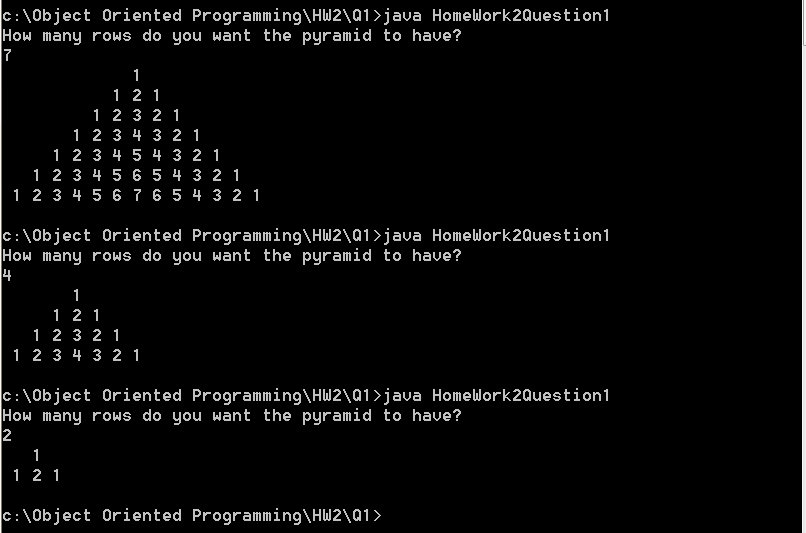 c:\Object Oriented Programming\HW2\Q1>java HomeWork2Question1
How many rows do you want the pyramid to have?
7
             1
           1 2 1
         1 2 3 2 1
       1 2 3 4 3 2 1
     1 2 3 4 5 4 3 2 1
   1 2 3 4 5 6 5 4 3 2 1
 1 2 3 4 5 6 7 6 5 4 3 2 1
c:\Object Oriented Programming\HW2\Q1>java HomeWork2Question1
How many rows do you want the pyramid to have?
4
       1
     1 2 1
   1 2 3 2 1
 1 2 3 4 3 2 1
c:\Object Oriented Programming\HW2\Q1>java HomeWork2Question1
How many rows do you want the pyramid to have?
2
   1
 1 2 1
c:\Object Oriented Programming\HW2\Q1>